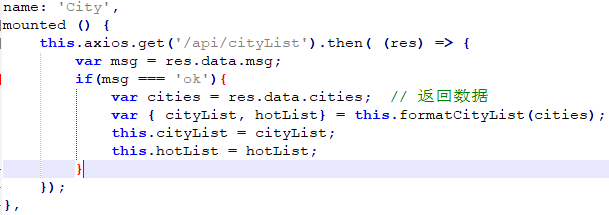 name: 'City',
mounted () {
    this.axios.get('/api/cityList').then( (res) => {
        var msg = res.data.msg;
        if(msg === 'ok'){
            var cities = res.data.cities;  // 返回数据
            var { cityList, hotList} = this.formatCityList(cities);
            this.cityList = cityList;
            this.hotList = hotList;
        }
    });
},